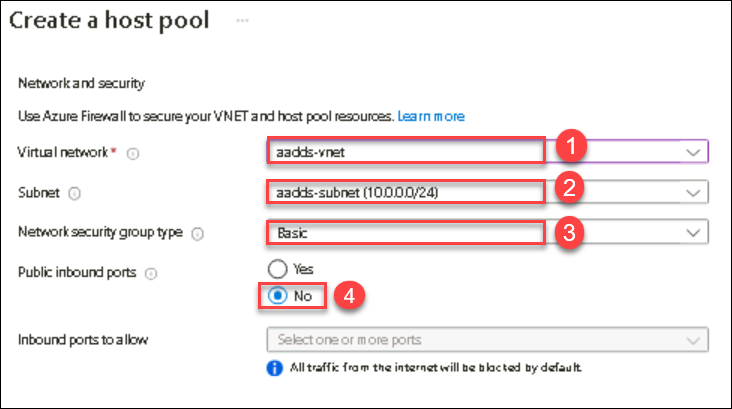 Create a host pool ...
Network and security
Use Azure Firewall to secure your VNET and host pool resources. Learn more
Virtual network * aadds-vnet 1
Subnet aadds-subnet (10.0.0.0/24) 2
Network security group type Basic 3
Public inbound ports Yes
No 4
Inbound ports to allow Select one or more ports
All traffic from the internet will be blocked by default.